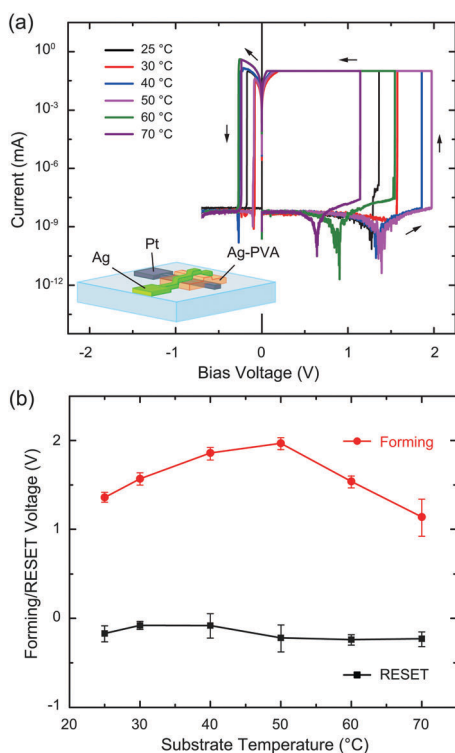 (a)
10⁰
10⁻³
10⁻⁶
10⁻⁹
10⁻¹²
Current (mA)
25 °C
30 °C
40 °C
50 °C
60 °C
70 °C
Ag
Pt
Ag-PVA
-2
-1
0
1
2
Bias Voltage (V)
(b)
Forming/RESET Voltage (V)
3
2
1
0
-1
Forming
RESET
20
30
40
50
60
70
Substrate Temperature (°C)